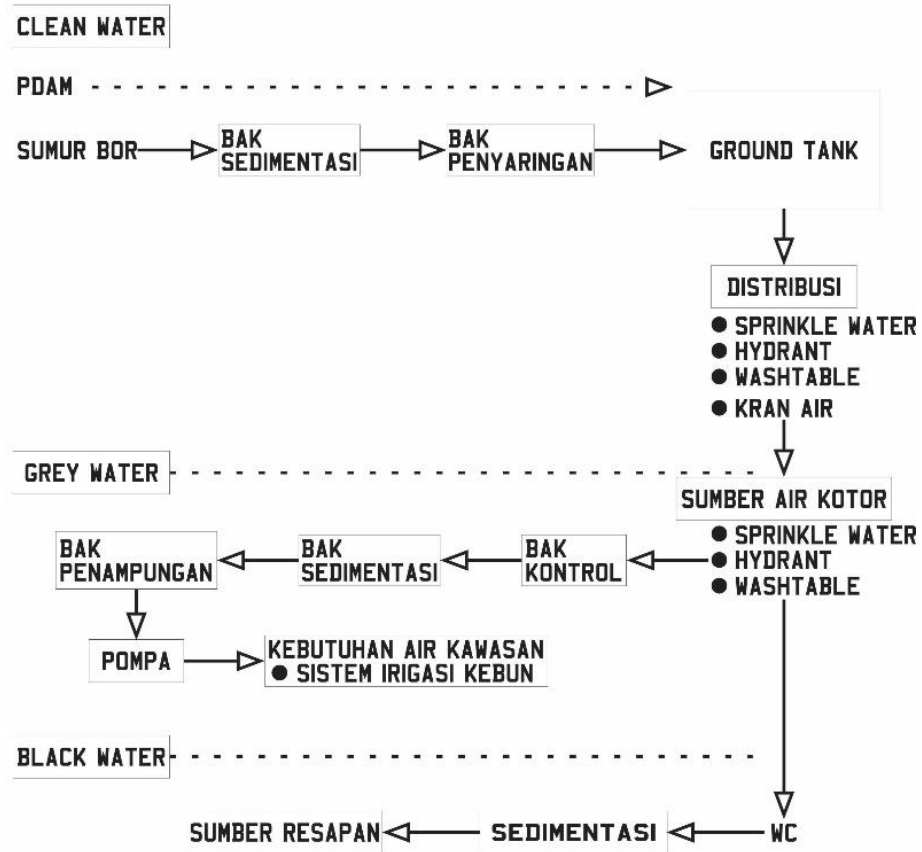 CLEAN WATER
PDAM
SUMUR BOR
BAK
SEDIMENTASI
BAK
PENYARINGAN
GROUND TANK
DISTRIBUSI
● SPRINKLE WATER
● HYDRANT
● WASHTABLE
● KRAN AIR
GREY WATER
SUMBER AIR KOTOR
● SPRINKLE WATER
● HYDRANT
● WASHTABLE
BAK
KONTROL
BAK
SEDIMENTASI
BAK
PENAMPUNGAN
POMPA
KEBUTUHAN AIR KAWASAN
● SISTEM IRIGASI KEBUN
BLACK WATER
WC
SEDIMENTASI
SUMBER RESAPAN